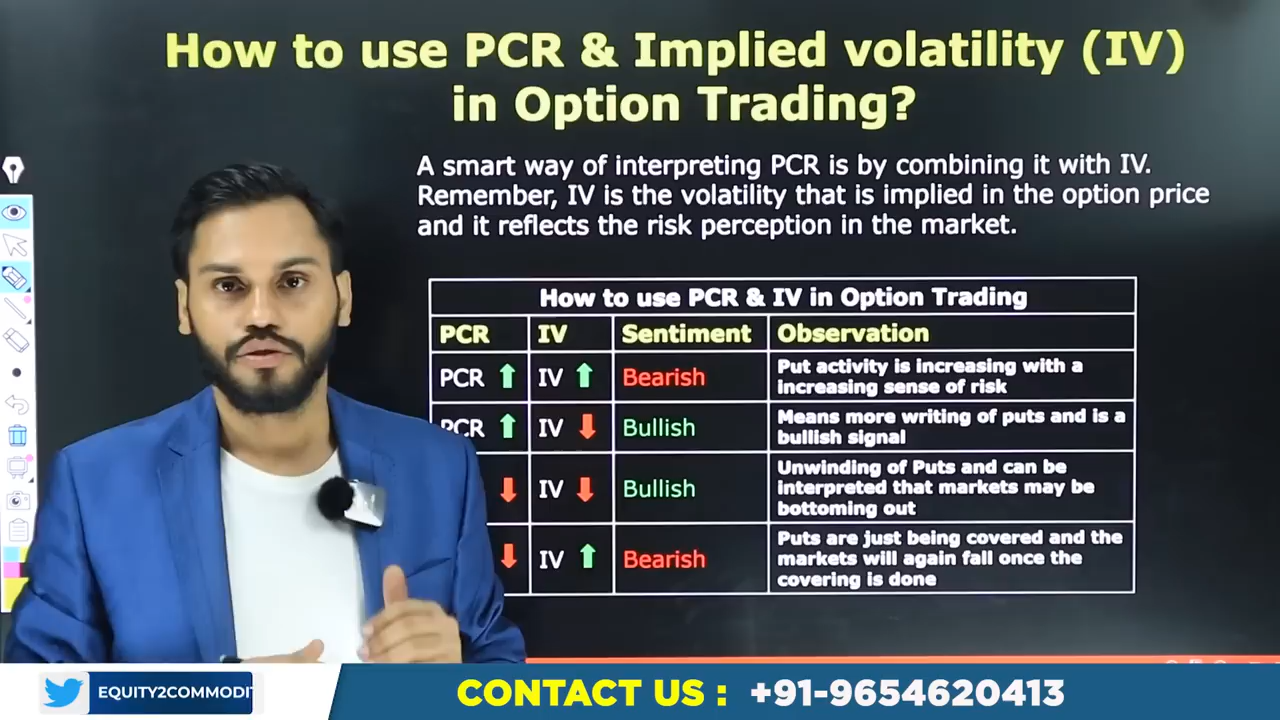 How to use PCR & Implied volatility (IV)
in Option Trading?
A smart way of interpreting PCR is by combining it with IV.
Remember, IV is the volatility that is implied in the option price
and it reflects the risk perception in the market.
How to use PCR & IV in Option Trading
PCR IV Sentiment Observation
PCR IV Bearish Put activity is increasing with a
increasing sense of risk
PCR IV Bullish Means more writing of puts and is a
bullish signal
IV Bullish Unwinding of Puts and can be
interpreted that markets may be
bottoming out
IV Bearish Puts are just being covered and the
markets will again fall once the
covering is done
EQUITY2COMMODIT
CONTACT US : +91-9654620413